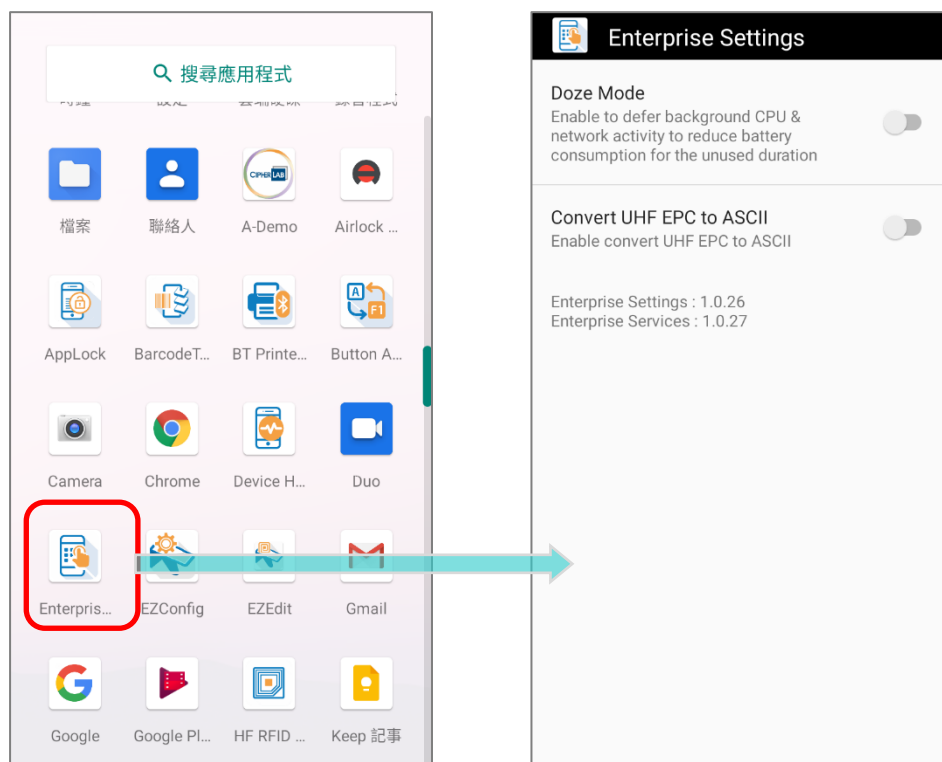 搜尋應用程式
檔案
聯絡人
CIPHERLAB
A-Demo
Airlock ...
AppLock
BarcodeT...
BT Printe...
A
F1
Button A...
Camera
Chrome
Device H...
Duo
Enterpris...
EZConfig
EZEdit
Gmail
Google
Google Pl...
HF RFID ...
Keep 記事
Enterprise Settings
Doze Mode
Enable to defer background CPU &
network activity to reduce battery
consumption for the unused duration
Convert UHF EPC to ASCII
Enable convert UHF EPC to ASCII
Enterprise Settings : 1.0.26
Enterprise Services : 1.0.27